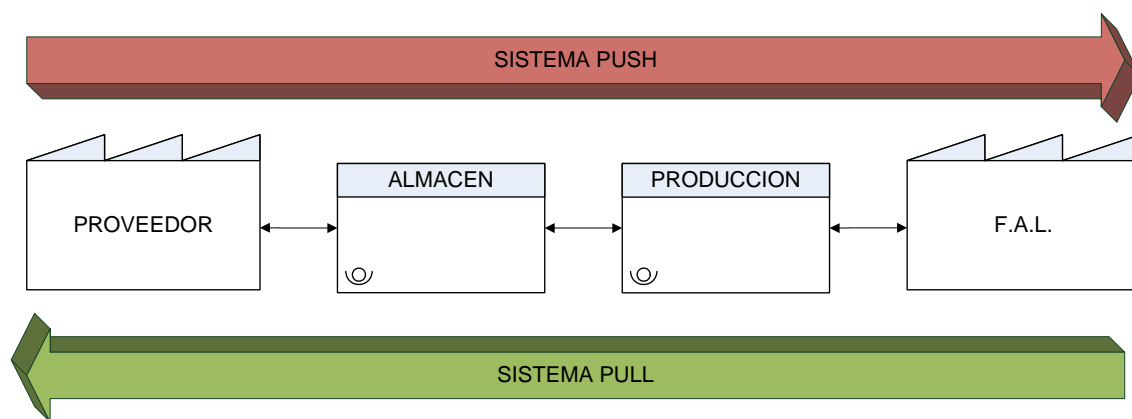 SISTEMA PUSH
ALMACEN
PRODUCCION
PROVEEDOR
F.A.L.
SISTEMA PULL